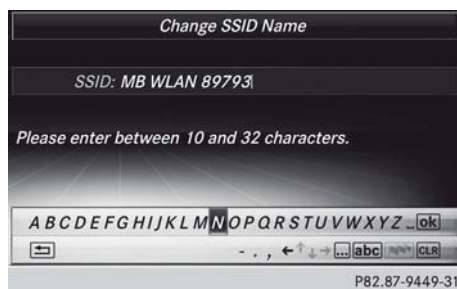 Change SSID Name
SSID: MB WLAN 89793
Please enter between 10 and 32 characters.
A B C D E F G H I J K L M N O P Q R S T U V W X Y Z _ ok
- . , ← ↑ ↓ → ... abc CLR
P82.87-9449-31